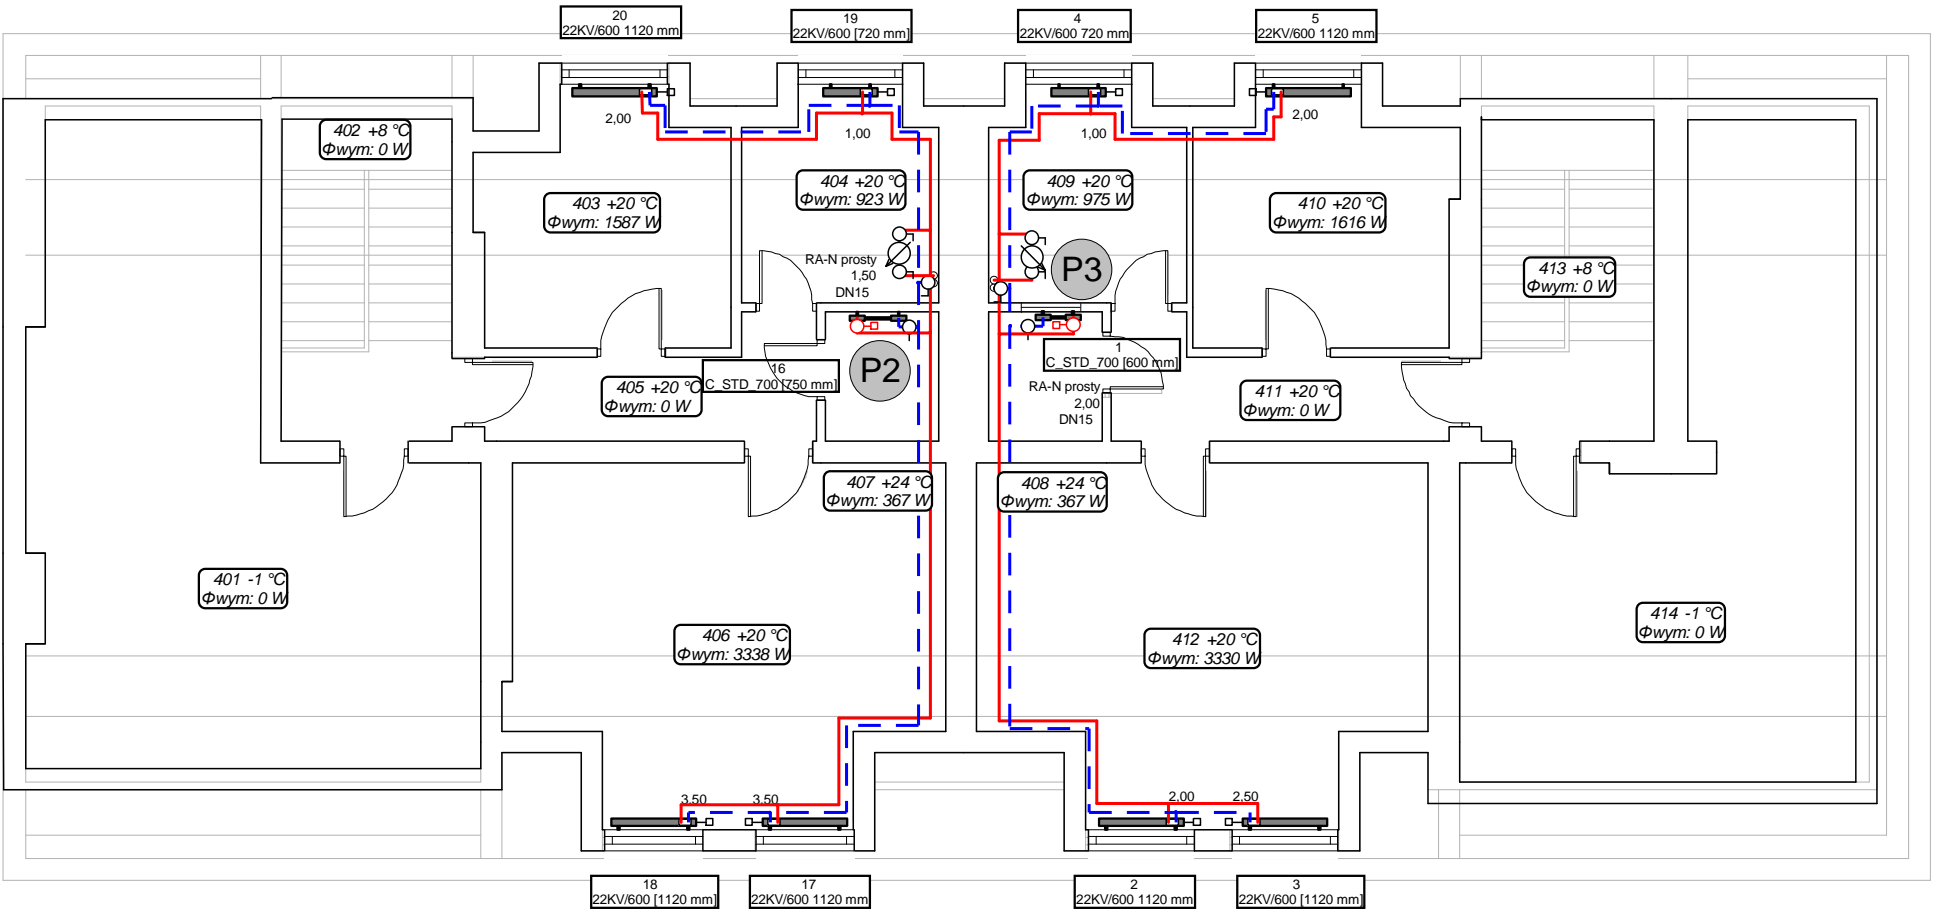 20
22KV/600 1120 mm
19
22KV/600 [720 mm]
4
22KV/600 720 mm
5
22KV/600 1120 mm
2,00
1,00
1,00
2,00
402 +8 °C
Φwym: 0 W
403 +20 °C
Φwym: 1587 W
404 +20 °C
Φwym: 923 W
409 +20 °C
Φwym: 975 W
410 +20 °C
Φwym: 1616 W
RA-N prosty
1,50
DN15
P3
413 +8 °C
Φwym: 0 W
16
C_STD_700 [750 mm]
P2
1
C_STD_700 [600 mm]
405 +20 °C
Φwym: 0 W
RA-N prosty
2,00
DN15
411 +20 °C
Φwym: 0 W
407 +24 °C
Φwym: 367 W
408 +24 °C
Φwym: 367 W
401 -1 °C
Φwym: 0 W
406 +20 °C
Φwym: 3338 W
412 +20 °C
Φwym: 3330 W
414 -1 °C
Φwym: 0 W
3,50
3,50
2,00
2,50
18
22KV/600 [1120 mm]
17
22KV/600 1120 mm
2
22KV/600 1120 mm
3
22KV/600 [1120 mm]